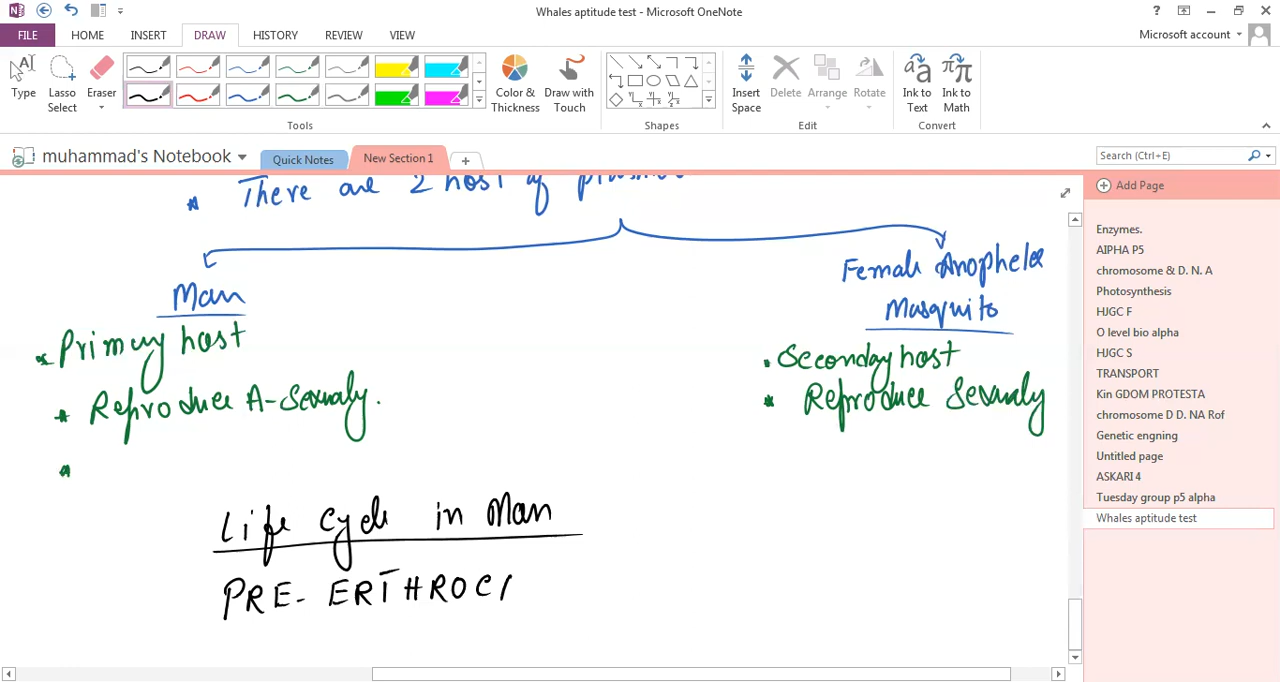 Whales aptitude test - Microsoft OneNote
FILE HOME INSERT DRAW HISTORY REVIEW VIEW
Microsoft account
Type
Lasso Select
Eraser
Color & Thickness
Draw with Touch
Insert Space
Delete
Arrange
Rotate
Ink to Text
Ink to Math
Tools Shapes Edit Convert
muhammad's Notebook Quick Notes New Section 1
Search (Ctrl+E)
Add Page
There are 2 host of
Man
Primary host
Reproduce A-Sexualy.
Female Anopheles
Mosquito
Seconday host
Reproduce Sexualy
Life Cycle in Man
PRE- ERTHROC
Enzymes.
AIPHA P5
chromosome & D. N. A
Photosynthesis
HJGC F
O level bio alpha
HJGC S
TRANSPORT
Kin GDOM PROTESTA
chromosome D D. NA Rof
Genetic engning
Untitled page
ASKARI 4
Tuesday group p5 alpha
Whales aptitude test